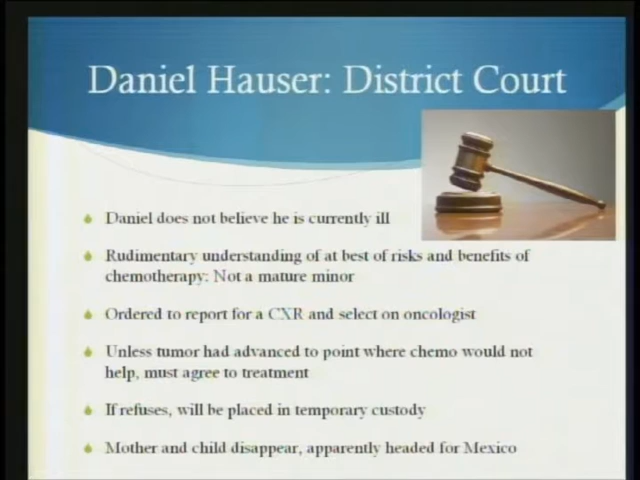 Daniel Hauser: District Court
Daniel does not believe he is currently ill
Rudimentary understanding of at best of risks and benefits of
chemotherapy: Not a mature minor
Ordered to report for a CXR and select on oncologist
Unless tumor had advanced to point where chemo would not
help, must agree to treatment
If refuses, will be placed in temporary custody
Mother and child disappear, apparently headed for Mexico